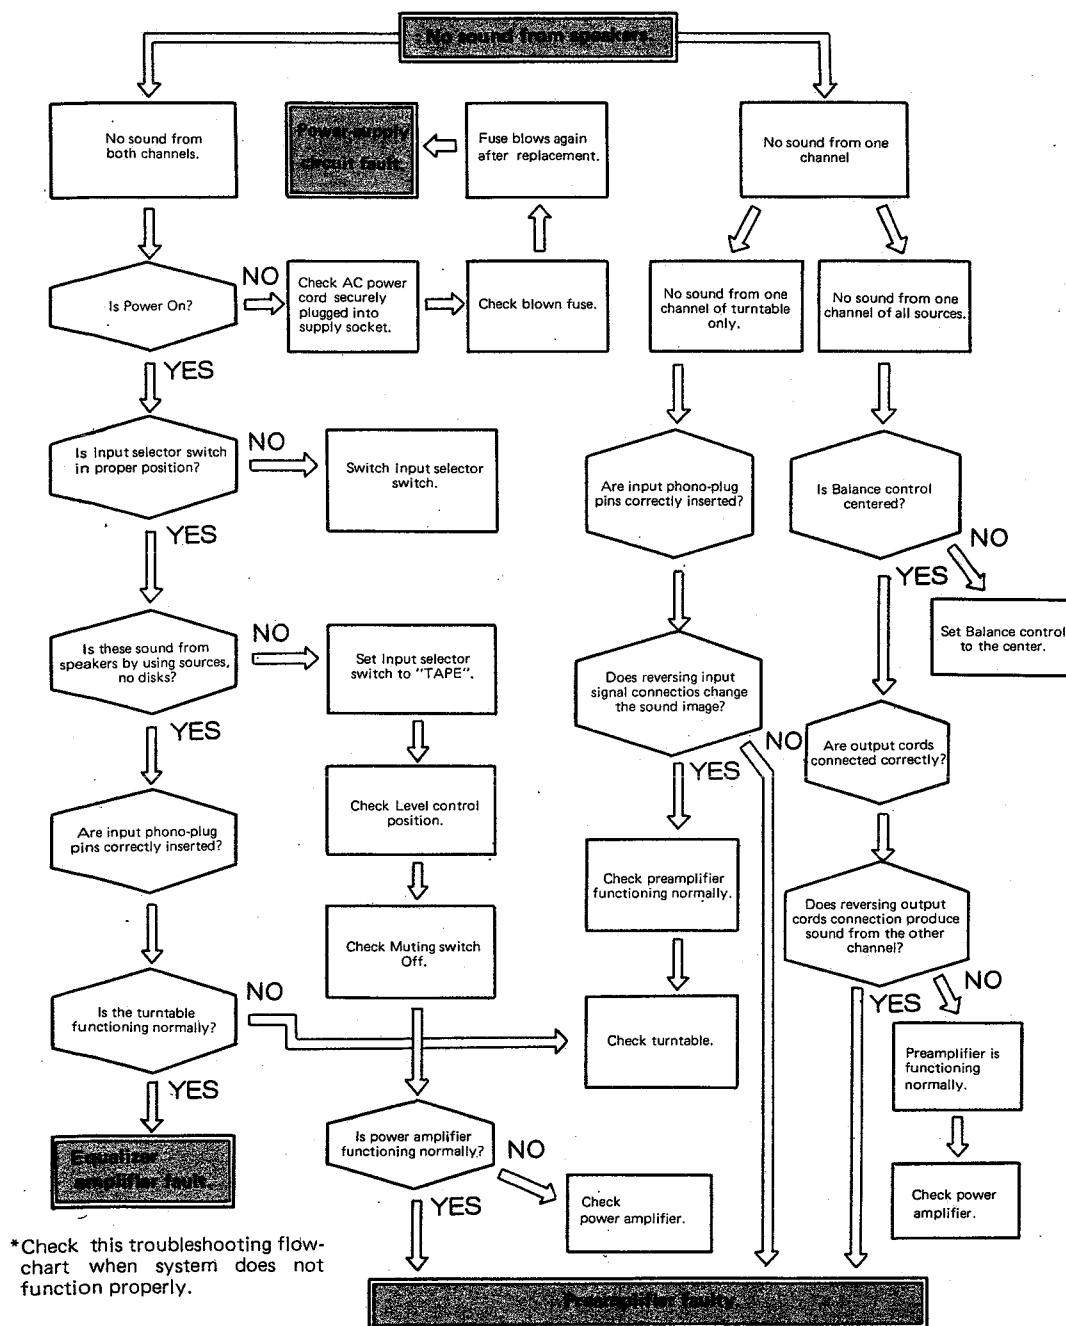 No sound from speakers.
No sound from
both channels.
Power supply
circuit fault.
Fuse blows again
after replacement.
No sound from one
channel
Is Power On?
NO
Check AC power
cord securely
plugged into
supply socket.
Check blown fuse.
No sound from one
channel of turntable
only.
No sound from one
channel of all sources.
YES
Is Input selector switch
in proper position?
NO
Switch Input selector
switch.
Are input phono-plug
pins correctly inserted?
Is Balance control
centered?
NO
YES
YES
Set Balance control
to the center.
Is these sound from
speakers by using sources,
no disks?
NO
Set Input selector
switch to "TAPE".
Does reversing input
signal connectios change
the sound image?
NO
YES
YES
Are output cords
connected correctly?
Are input phono-plug
pins correctly inserted?
Check Level control
position.
Check preamplifier
functioning normally.
Does reversing output
cords connection produce
sound from the other
channel?
NO
YES
Check Muting switch
Off.
Is the turntable
functioning normally?
NO
Check turntable.
Preamplifier is
functioning
normally.
YES
Equalizer
amplifier fault.
Is power amplifier
functioning normally?
NO
YES
Check
power amplifier.
Check power
amplifier.
*Check this troubleshooting flow-
chart when system does not
function properly.
Preamplifier faulty